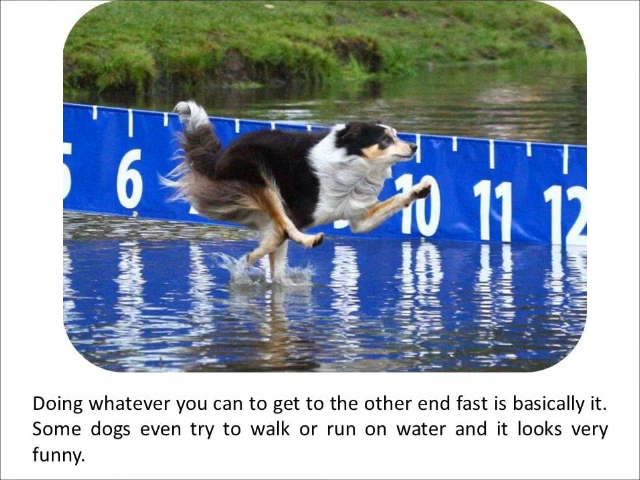 5 6 10 11 12
Doing whatever you can to get to the other end fast is basically it.
Some dogs even try to walk or run on water and it looks very
funny.